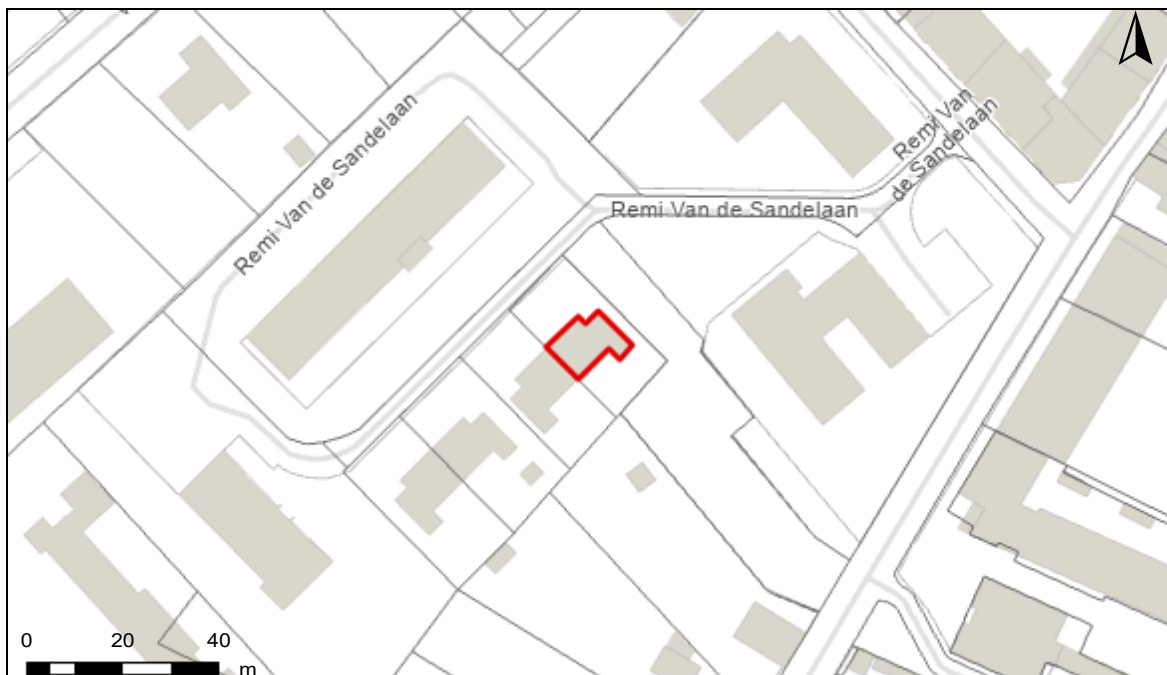 Remi Van
de Sandelaan
Remi Van de Sandelaan
Remi Van de Sandelaan
0 20 40
m